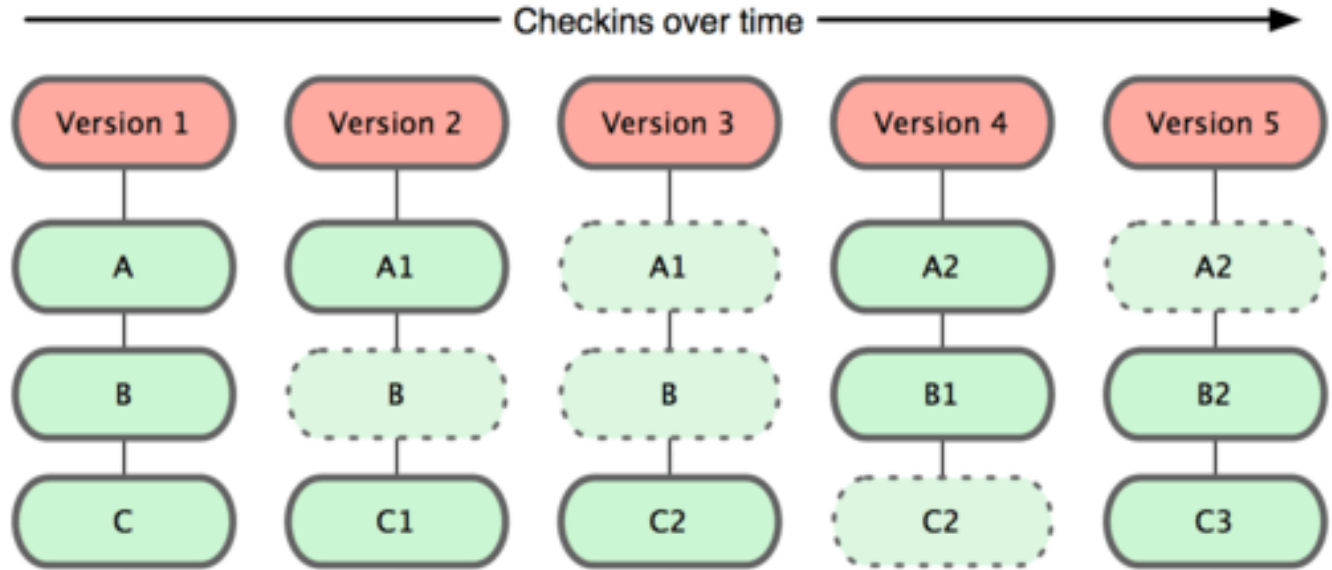 Checkins over time
Version 1 Version 2 Version 3 Version 4 Version 5
A A1 A1 A2 A2
B B B B1 B2
C C1 C2 C2 C3